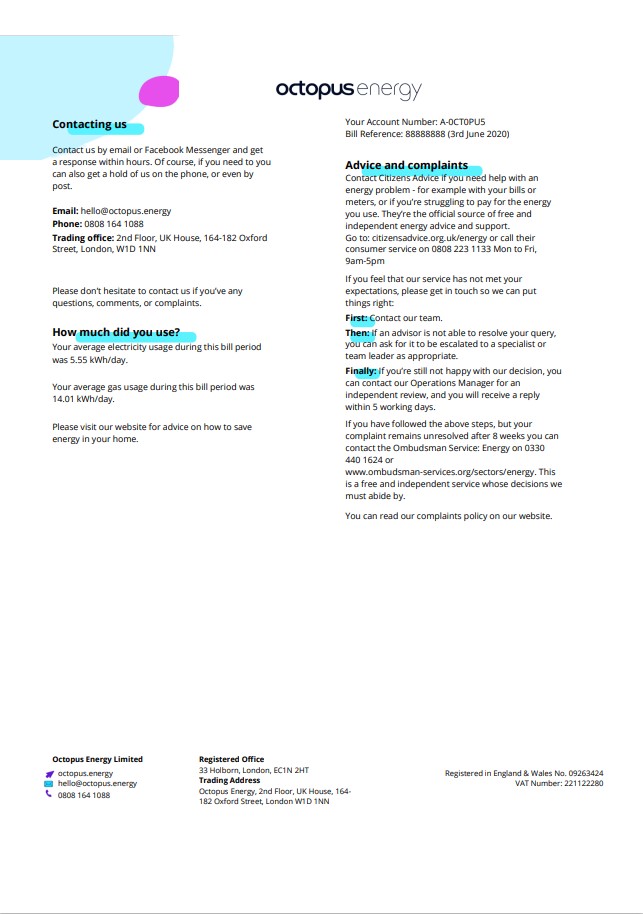 octopus energy
Contacting us
Contact us by email or Facebook Messenger and get
a response within hours. Of course, if you need to you
can also get a hold of us on the phone, or even by
post.
Email: hello@octopus.energy
Phone: 0808 164 1088
Trading office: 2nd Floor, UK House, 164-182 Oxford
Street, London, W1D 1NN
Please don't hesitate to contact us if you've any
questions, comments, or complaints.
How much did you use?
Your average electricity usage during this bill period
was 5.55 kWh/day.
Your average gas usage during this bill period was
14.01 kWh/day.
Please visit our website for advice on how to save
energy in your home.
Your Account Number: A-0CT0PU5
Bill Reference: 88888888 (3rd June 2020)
Advice and complaints
Contact Citizens Advice if you need help with an
energy problem - for example with your bills or
meters, or if you're struggling to pay for the energy
you use. They're the official source of free and
independent energy advice and support.
Go to: citizensadvice.org.uk/energy or call their
consumer service on 0808 223 1133 Mon to Fri,
9am-5pm
If you feel that our service has not met your
expectations, please get in touch so we can put
things right:
First: Contact our team.
Then: If an advisor is not able to resolve your query,
you can ask for it to be escalated to a specialist or
team leader as appropriate.
Finally: If you're still not happy with our decision, you
can contact our Operations Manager for an
independent review, and you will receive a reply
within 5 working days.
If you have followed the above steps, but your
complaint remains unresolved after 8 weeks you can
contact the Ombudsman Service: Energy on 0330
440 1624 or
www.ombudsman-services.org/sectors/energy. This
is a free and independent service whose decisions we
must abide by.
You can read our complaints policy on our website.
Octopus Energy Limited
octopus.energy
hello@octopus.energy
0808 164 1088
Registered Office
33 Holborn, London, EC1N 2HT
Trading Address
Octopus Energy, 2nd Floor, UK House, 164-
182 Oxford Street, London W1D 1NN
Registered in England & Wales No. 09263424
VAT Number: 221122280